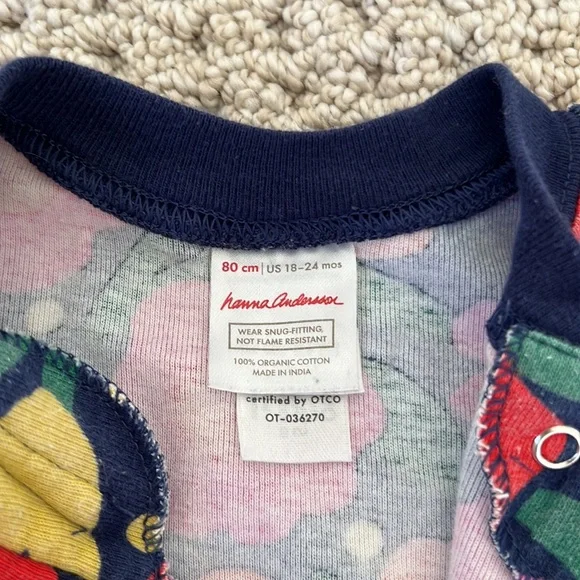 80 cm | US 18-24 mos
hanna Andersson
WEAR SNUG-FITTING,
NOT FLAME RESISTANT
100% ORGANIC COTTON
MADE IN INDIA
certified by OTCO
OT-036270